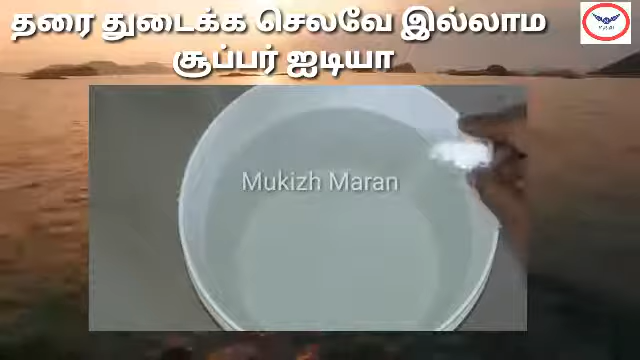 தரை துடைக்க செலவே இல்லாம
சூப்பர் ஐடியா
Mukizh Maran